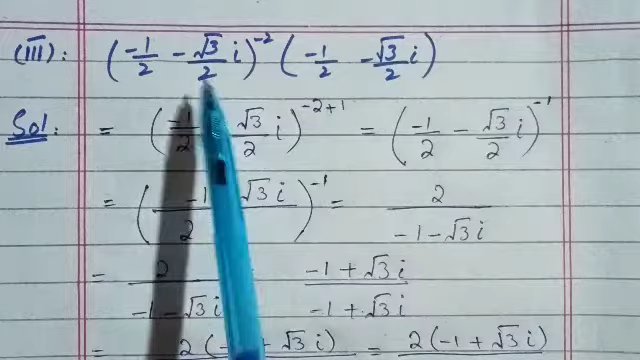 (III): (-1/2 - √3/2 i)^-2 (-1/2 - √3/2 i)
Sol: = (-1/2 √3/2 i)^-2+1 = (-1/2 - √3/2 i)^-1
= (-1 √3 i / 2)^-1 = 2 / -1-√3 i
= 2 / -1-√3 i -1+√3 i / -1+√3 i
= 2(-1+√3 i) = 2(-1+√3 i)